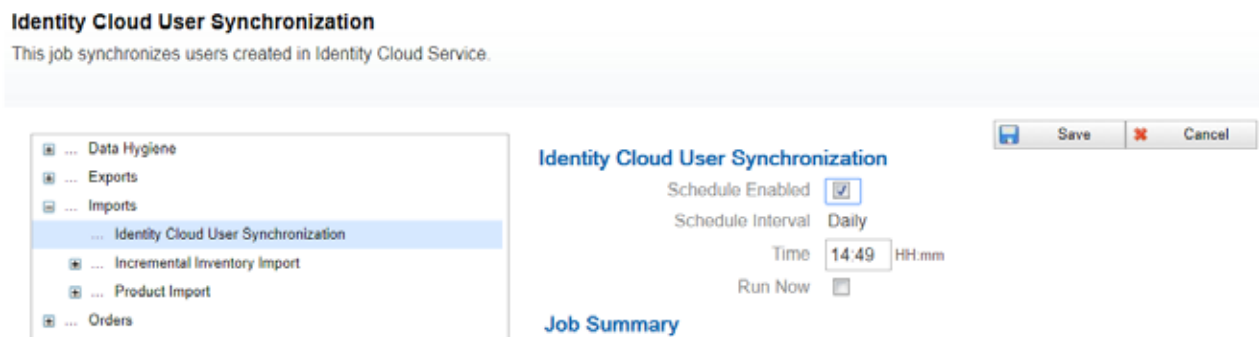 Identity Cloud User Synchronization
This job synchronizes users created in Identity Cloud Service.
Save Cancel
... Data Hygiene
... Exports
... Imports
... Identity Cloud User Synchronization
... Incremental Inventory Import
... Product Import
... Orders
Identity Cloud User Synchronization
Schedule Enabled
Schedule Interval Daily
Time 14:49 HH:mm
Run Now
Job Summary